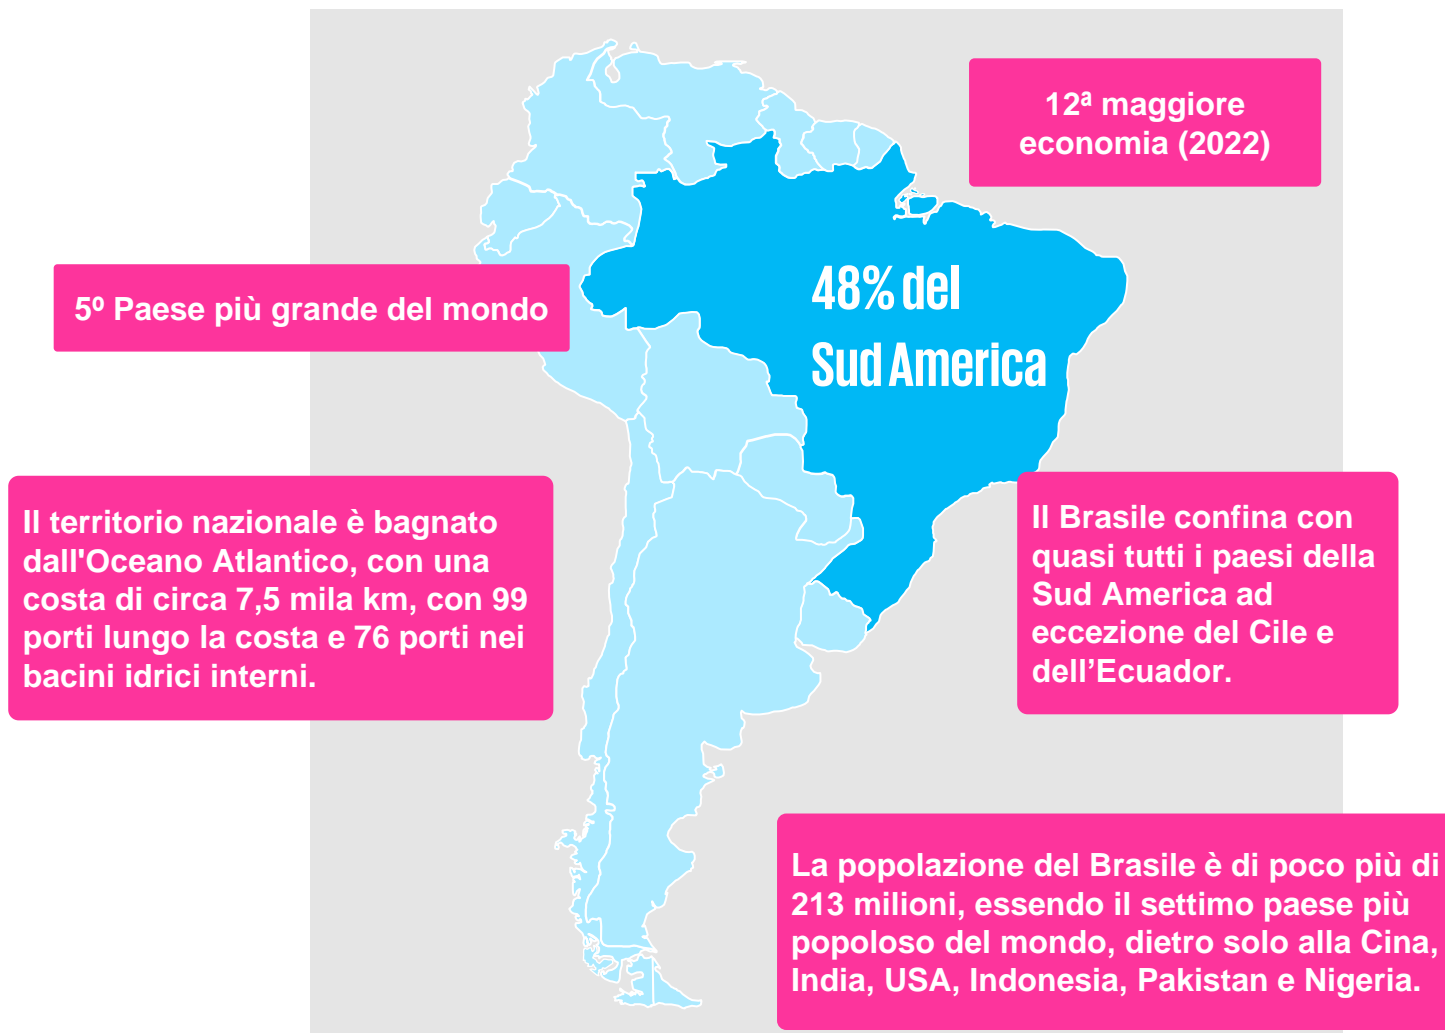 12ª maggiore
economia (2022)
48% del
Sud America
5º Paese più grande del mondo
Il territorio nazionale è bagnato
dall'Oceano Atlantico, con una
costa di circa 7,5 mila km, con 99
porti lungo la costa e 76 porti nei
bacini idrici interni.
Il Brasile confina con
quasi tutti i paesi della
Sud America ad
eccezione del Cile e
dell’Ecuador.
La popolazione del Brasile è di poco più di
213 milioni, essendo il settimo paese più
popoloso del mondo, dietro solo alla Cina,
India, USA, Indonesia, Pakistan e Nigeria.